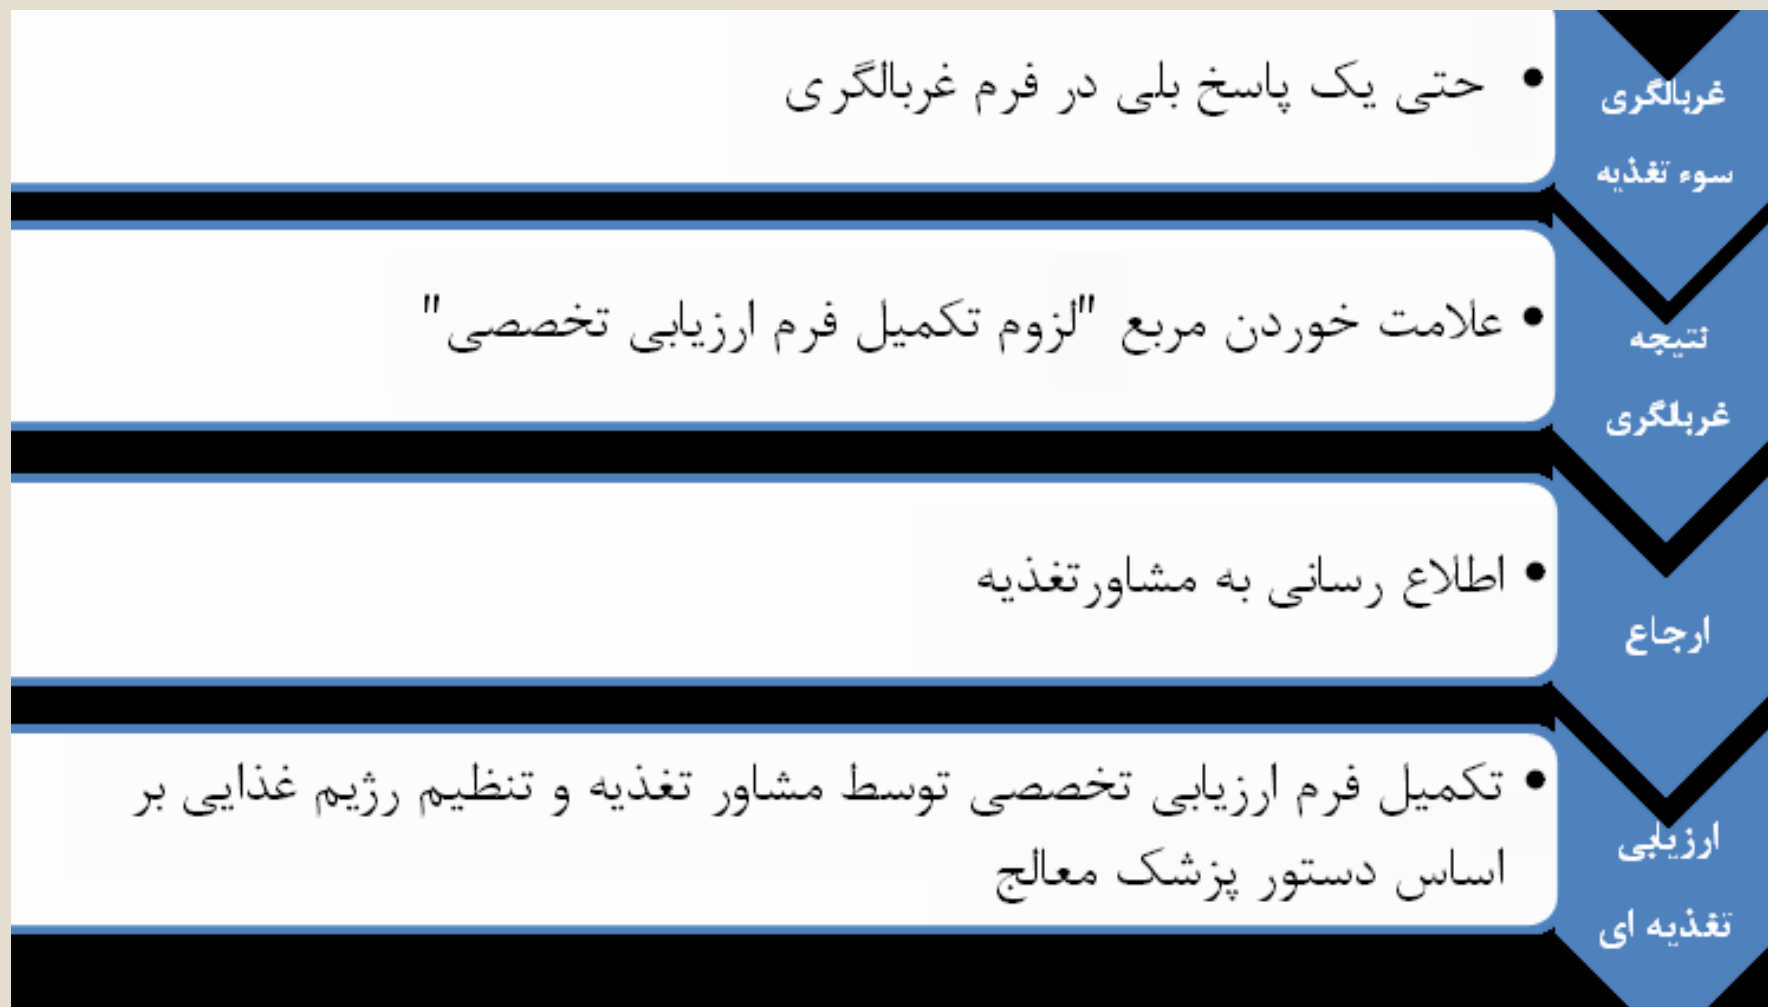 غربالگری
سوء تغذیه
• حتی یک پاسخ بلی در فرم غربالگری
نتیجه
غربلگری
• علامت خوردن مربع "لزوم تکمیل فرم ارزیابی تخصصی"
ارجاع
• اطلاع رسانی به مشاورتغذیه
ارزیابی
تغذیه ای
• تکمیل فرم ارزیابی تخصصی توسط مشاور تغذیه و تنظیم رژیم غذایی بر
اساس دستور پزشک معالج